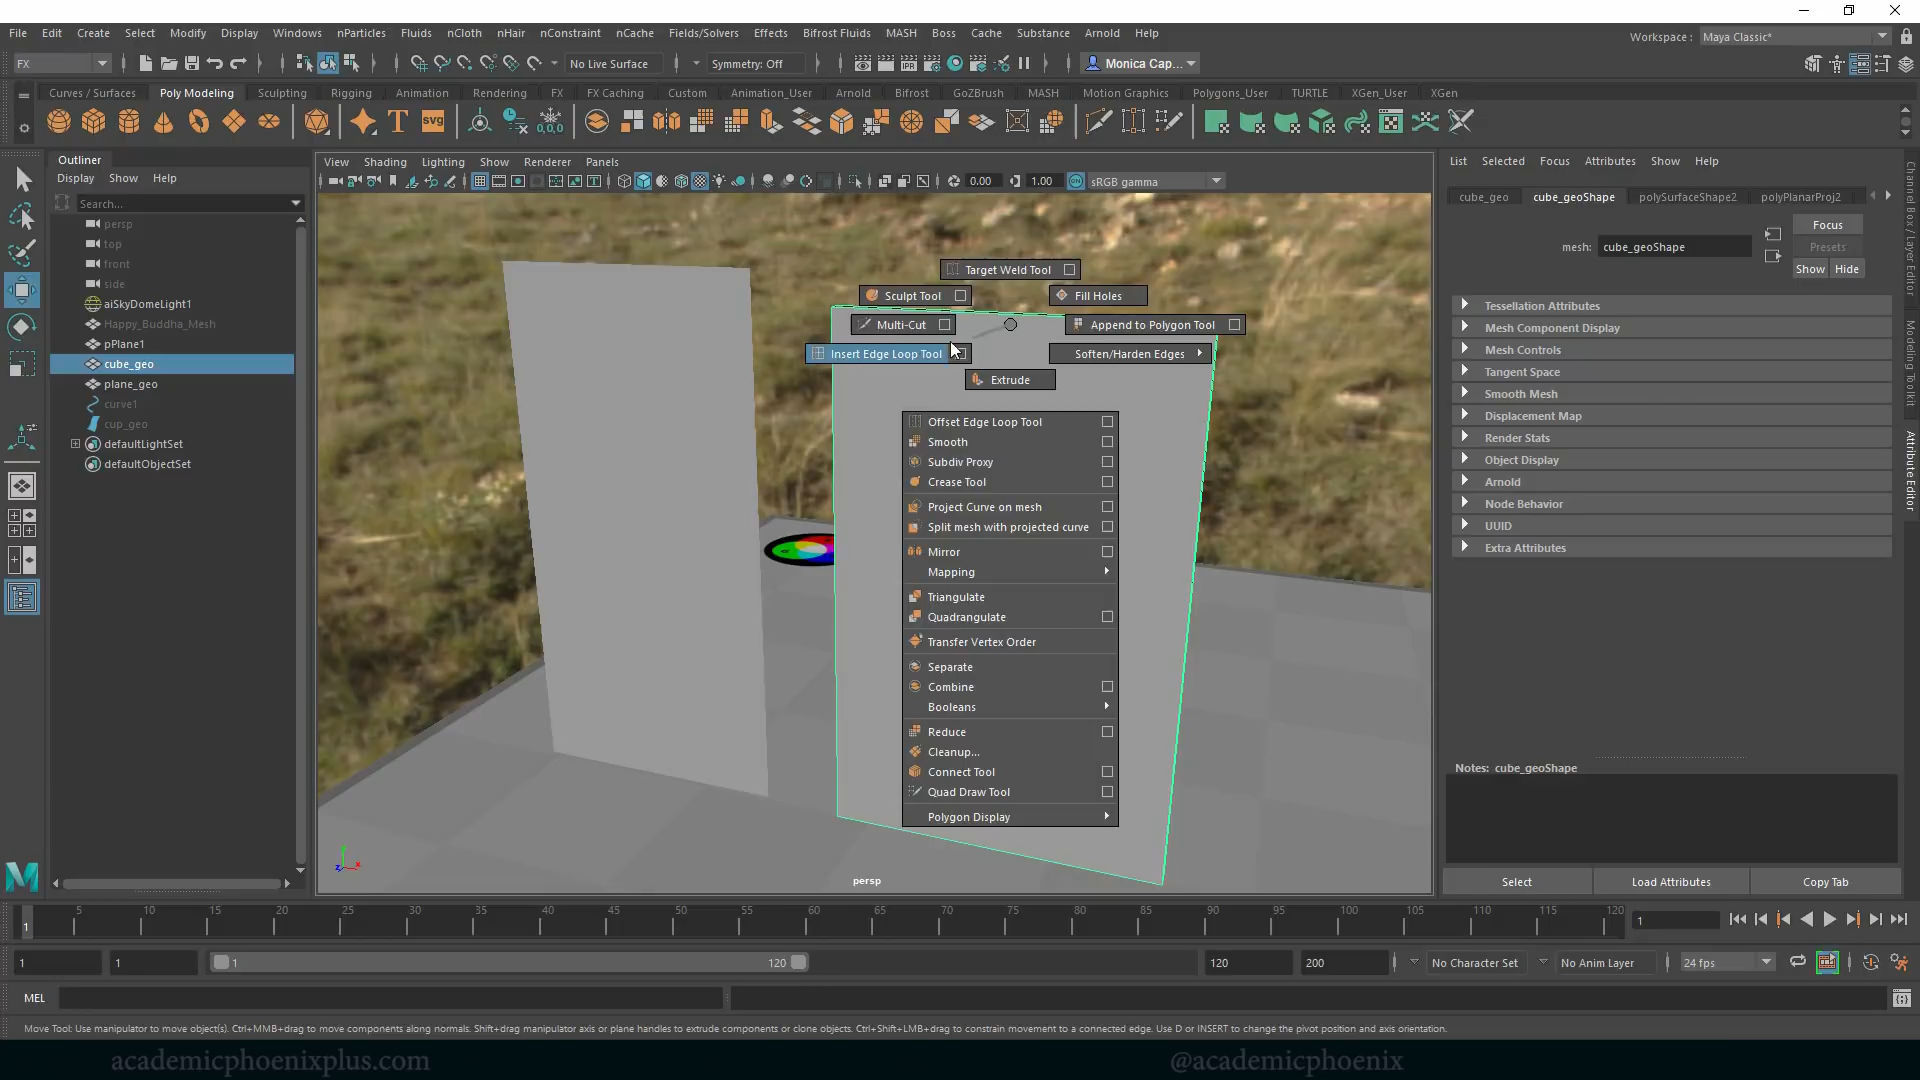 File Edit Create Select Modify Display Windows nParticles Fluids nCloth nHair nConstraint nCache Fields/Solvers Effects Bifrost Fluids MASH Boss Cache Substance Arnold Help
Workspace : Maya Classic*
FX No Live Surface Symmetry: Off Monica Cap...
Curves / Surfaces Poly Modeling Sculpting Rigging Animation Rendering FX FX Caching Custom Animation_User Arnold Bifrost GoZBrush MASH Motion Graphics Polygons_User TURTLE XGen_User XGen
T svg 0,0,0
Outliner
Display Show Help
Search...
persp
top
front
side
aiSkyDomeLight1
Happy_Buddha_Mesh
pPlane1
cube_geo
plane_geo
curve1
cup_geo
defaultLightSet
defaultObjectSet
View Shading Lighting Show Renderer Panels
0.00 1.00 sRGB gamma
Target Weld Tool
Sculpt Tool Fill Holes
Multi-Cut Append to Polygon Tool
Insert Edge Loop Tool Soften/Harden Edges
Extrude
Offset Edge Loop Tool
Smooth
Subdiv Proxy
Crease Tool
Project Curve on mesh
Split mesh with projected curve
Mirror
Mapping
Triangulate
Quadrangulate
Transfer Vertex Order
Separate
Combine
Booleans
Reduce
Cleanup...
Connect Tool
Quad Draw Tool
Polygon Display
persp
List Selected Focus Attributes Show Help
cube_geo cube_geoShape polySurfaceShape2 polyPlanarProj2
Focus
mesh: cube_geoShape
Presets
Show Hide
Tessellation Attributes
Mesh Component Display
Mesh Controls
Tangent Space
Smooth Mesh
Displacement Map
Render Stats
Object Display
Arnold
Node Behavior
UUID
Extra Attributes
Notes: cube_geoShape
Select Load Attributes Copy Tab
Channel Box / Layer Editor
Modeling Toolkit
Attribute Editor
5 10 15 20 25 30 35 40 45 50 55 60 65 70 75 80 85 90 95 100 105 110 115 120
1 1
1 1 1 120 120 200 No Character Set No Anim Layer 24 fps
MEL
Move Tool: Use manipulator to move object(s). Ctrl+MMB+drag to move components along normals. Shift+drag manipulator axis or plane handles to extrude components or clone objects. Ctrl+Shift+LMB+drag to constrain movement to a connected edge. Use D or INSERT to change the pivot position and axis orientation.
academicphoenixplus.com @academicphoenix